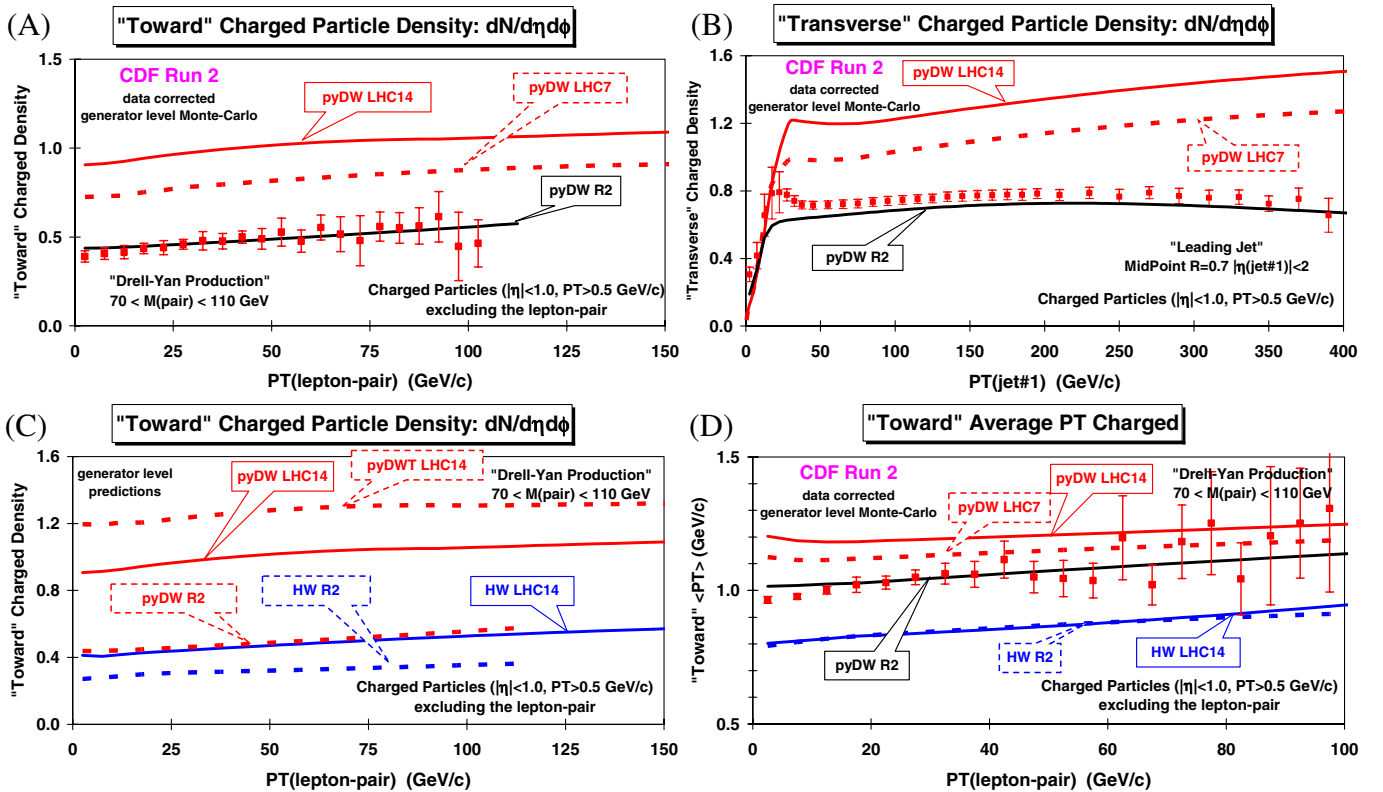 (A)
"Toward" Charged Particle Density: dN/dηdϕ
"Toward" Charged Density
1.5
1.0
0.5
0.0
CDF Run 2
data corrected
generator level Monte-Carlo
pyDW LHC14
pyDW LHC7
pyDW R2
"Drell-Yan Production"
70 < M(pair) < 110 GeV
Charged Particles (|η|<1.0, PT>0.5 GeV/c)
excluding the lepton-pair
0 25 50 75 100 125 150
PT(lepton-pair) (GeV/c)
(B)
"Transverse" Charged Particle Density: dN/dηdϕ
"Transverse" Charged Density
1.6
1.2
0.8
0.4
0.0
CDF Run 2
data corrected
generator level Monte-Carlo
pyDW LHC14
pyDW LHC7
pyDW R2
"Leading Jet"
MidPoint R=0.7 |η(jet#1)|<2
Charged Particles (|η|<1.0, PT>0.5 GeV/c)
0 50 100 150 200 250 300 350 400
PT(jet#1) (GeV/c)
(C)
"Toward" Charged Particle Density: dN/dηdϕ
"Toward" Charged Density
1.6
1.2
0.8
0.4
0.0
generator level
predictions
pyDW LHC14
pyDWT LHC14
"Drell-Yan Production"
70 < M(pair) < 110 GeV
pyDW R2
HW R2
HW LHC14
Charged Particles (|η|<1.0, PT>0.5 GeV/c)
excluding the lepton-pair
0 25 50 75 100 125 150
PT(lepton-pair) (GeV/c)
(D)
"Toward" Average PT Charged
"Toward" <PT> (GeV/c)
1.5
1.0
0.5
CDF Run 2
data corrected
generator level Monte-Carlo
pyDW LHC7
pyDW LHC14
"Drell-Yan Production"
70 < M(pair) < 110 GeV
pyDW R2
HW R2
HW LHC14
Charged Particles (|η|<1.0, PT>0.5 GeV/c)
excluding the lepton-pair
0 20 40 60 80 100
PT(lepton-pair) (GeV/c)